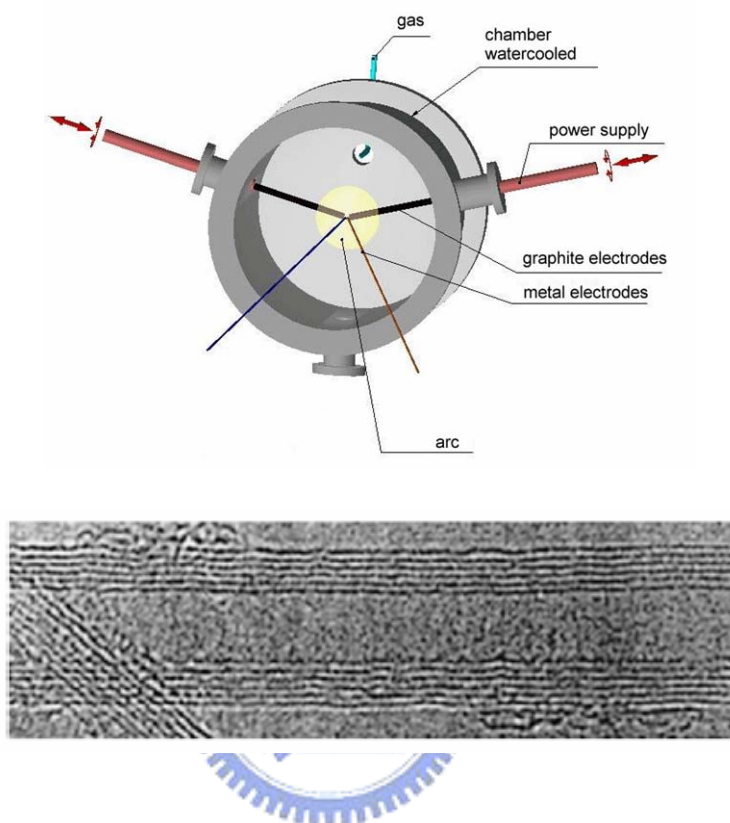 gas
chamber
watercooled
power supply
graphite electrodes
metal electrodes
arc